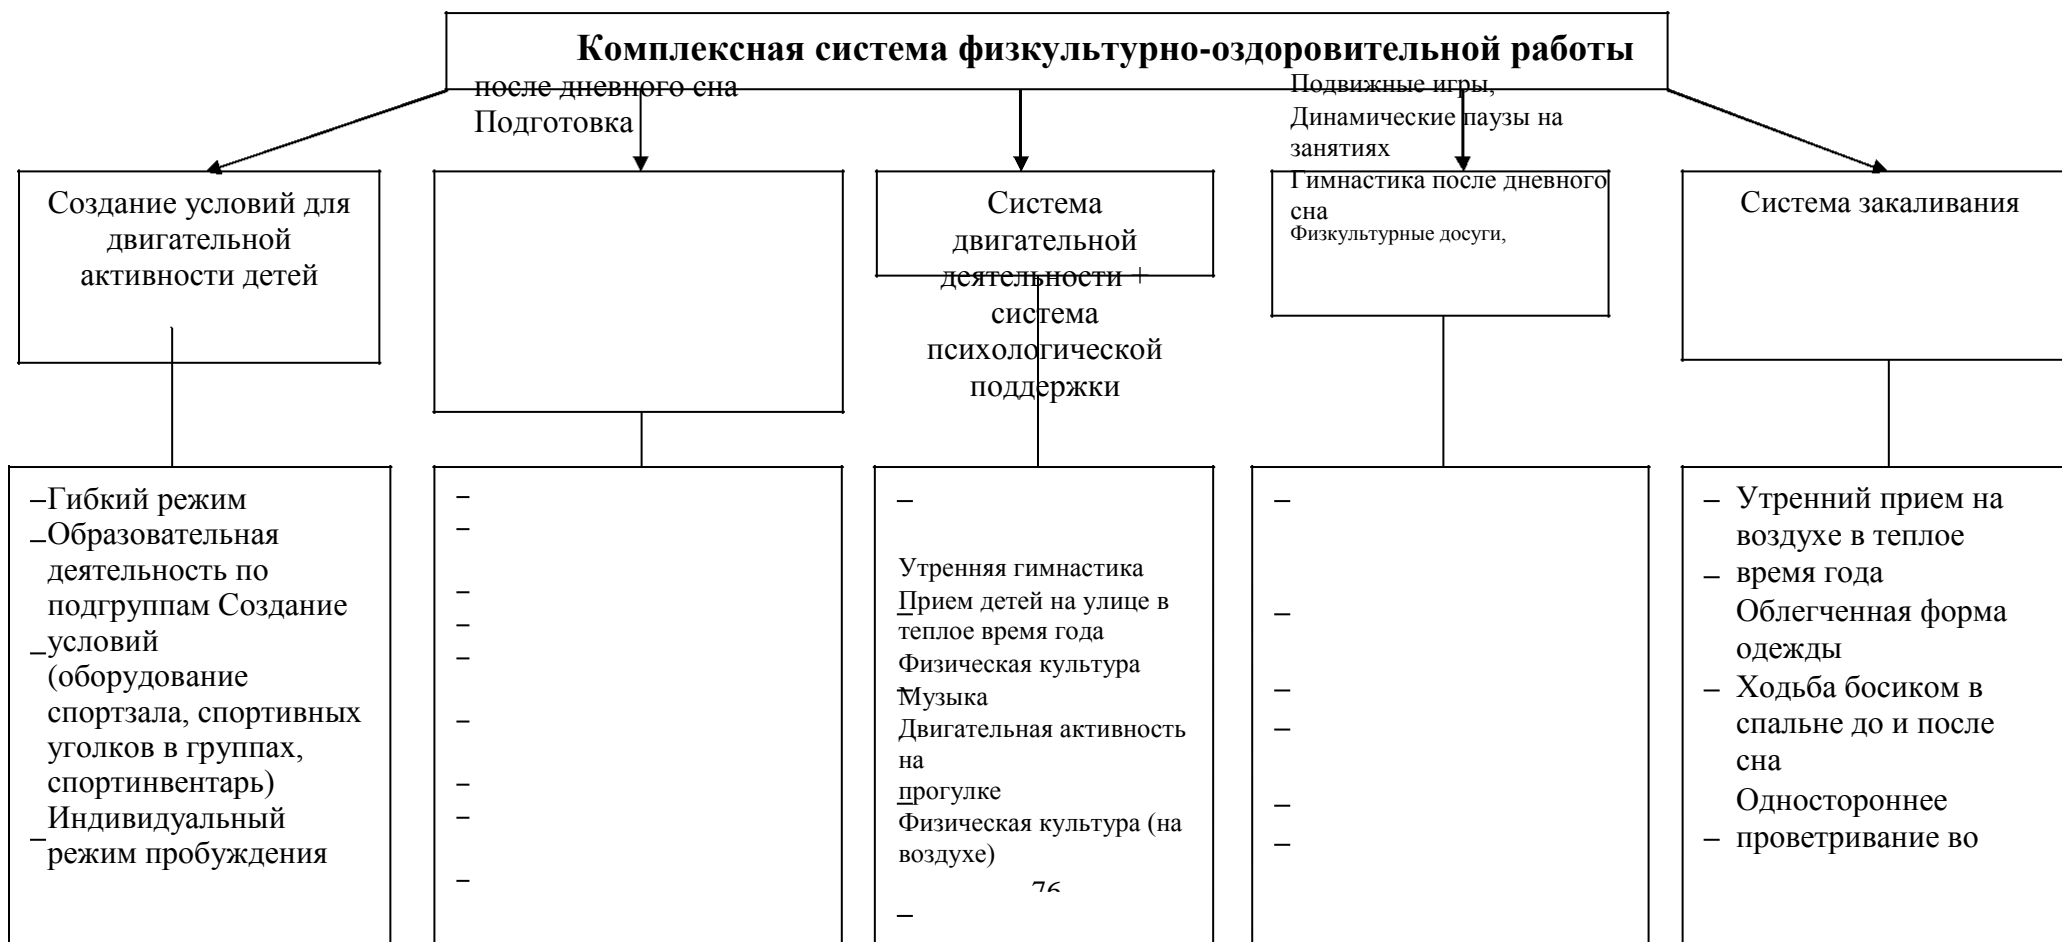 Комплексная система физкультурно-оздоровительной работы
после дневного сна
Подготовка
Подвижные игры,
Динамические паузы на
занятиях
Гимнастика после дневного
сна
Физкультурные досуги,
Создание условий для
двигательной
активности детей
Система
двигательной
деятельности +
система
психологической
поддержки
Система закаливания
–Гибкий режим
–Образовательная
деятельность по
подгруппам Создание
–условий
(оборудование
спортзала, спортивных
уголков в группах,
спортинвентарь)
Индивидуальный
–режим пробуждения
–
–
–
–
–
–
–
–
–
–
–
Утренняя гимнастика
Прием детей на улице в
–
теплое время года
Физическая культура
–
Музыка
Двигательная активность
на
прогулке
–
Физическая культура (на
воздухе)
76
–
–
–
–
–
–
–
– Утренний прием на
воздухе в теплое
– время года
Облегченная форма
одежды
– Ходьба босиком в
спальне до и после
сна
Одностороннее
– проветривание во